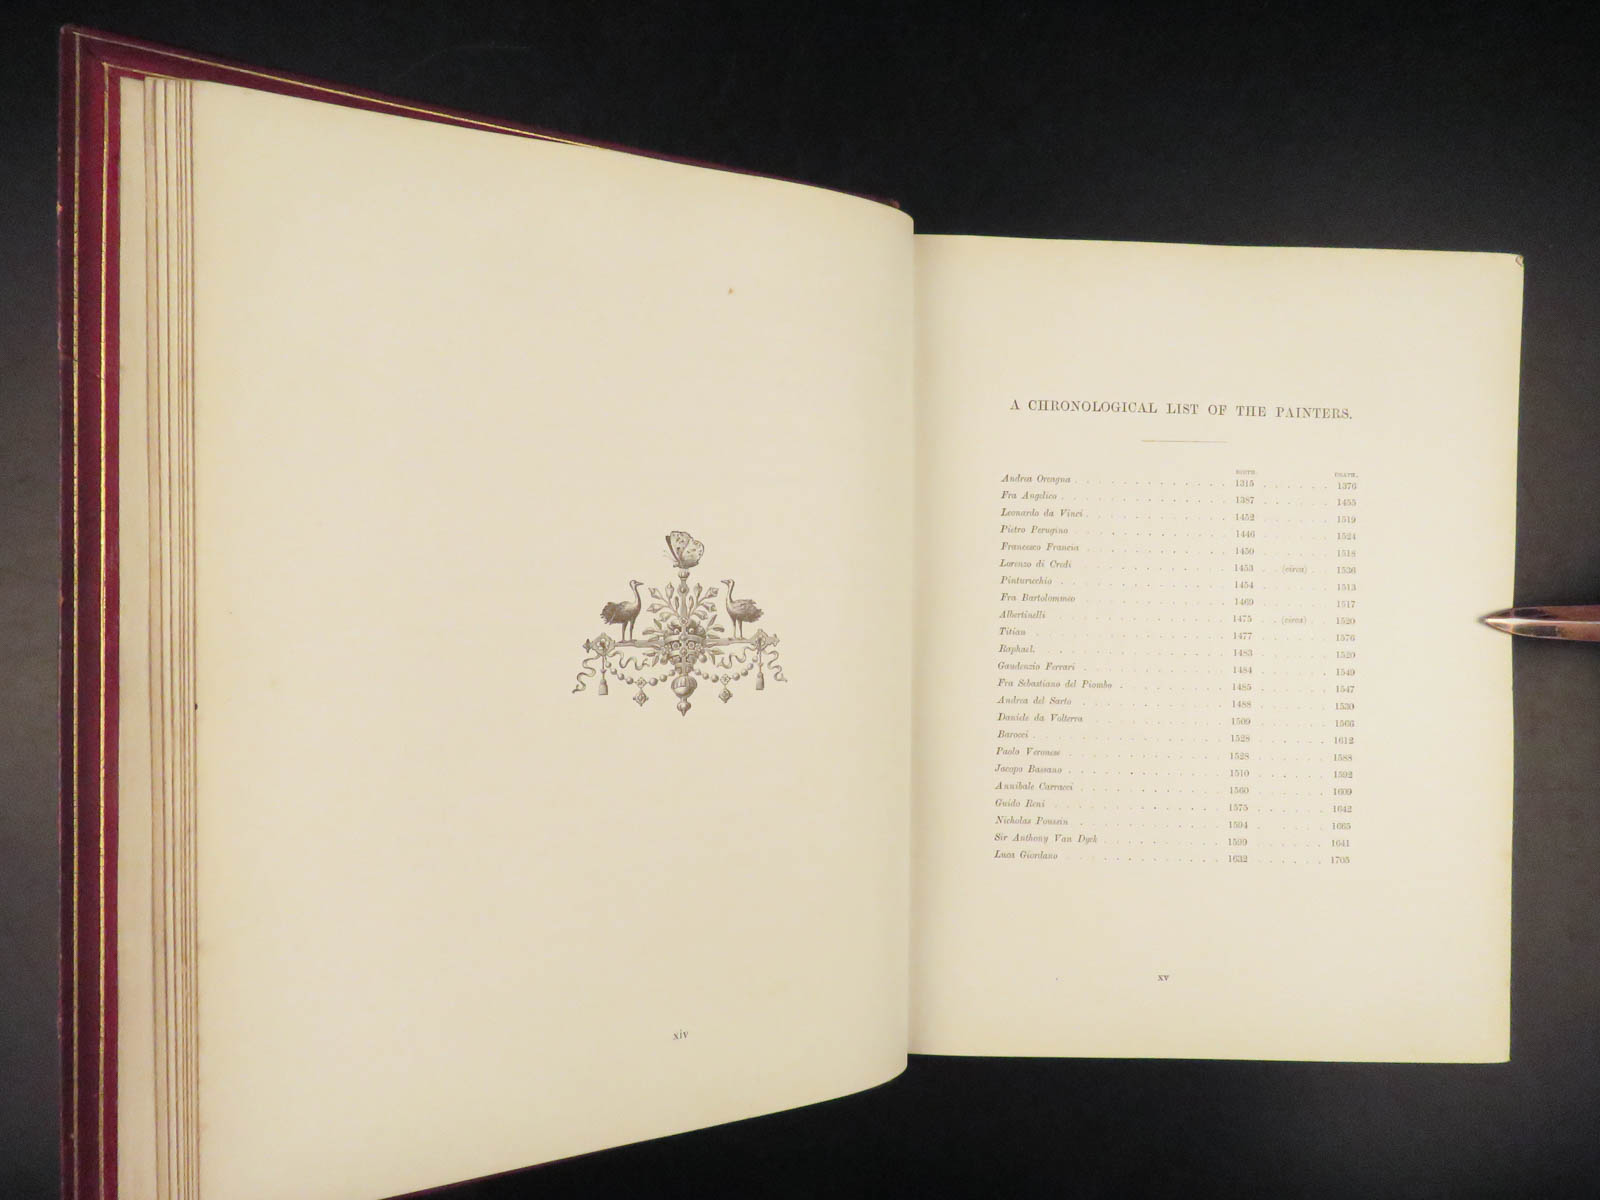 xiv
A CHRONOLOGICAL LIST OF THE PAINTERS.
BIRTH. DEATH.
Andrea Orcagna . . . . . . . . . . . . . 1315 . . . . . . 1376
Fra Angelico . . . . . . . . . . . . . 1387 . . . . . . 1455
Leonardo da Vinci . . . . . . . . . . . . 1452 . . . . . . 1519
Pietro Perugino . . . . . . . . . . . . 1446 . . . . . . 1524
Francesco Francia . . . . . . . . . . . . 1450 . . . . . . 1518
Lorenzo di Credi . . . . . . . . . . . . 1453 . . (circa) . 1536
Pinturicchio . . . . . . . . . . . . . 1454 . . . . . . 1513
Fra Bartolommeo . . . . . . . . . . . . 1469 . . . . . . 1517
Albertinelli . . . . . . . . . . . . . 1475 . . (circa) . 1520
Titian . . . . . . . . . . . . . . 1477 . . . . . . 1576
Raphael. . . . . . . . . . . . . . 1483 . . . . . . 1520
Gaudenzio Ferrari . . . . . . . . . . . . 1484 . . . . . . 1549
Fra Sebastiano del Piombo . . . . . . . . . 1485 . . . . . . 1547
Andrea del Sarto . . . . . . . . . . . . 1488 . . . . . . 1530
Daniele da Volterra . . . . . . . . . . . 1509 . . . . . . 1566
Barocci . . . . . . . . . . . . . . 1528 . . . . . . 1612
Paolo Veronese . . . . . . . . . . . . 1528 . . . . . . 1588
Jacopo Bassano . . . . . . . . . . . . 1510 . . . . . . 1592
Annibale Carracci . . . . . . . . . . . . 1560 . . . . . . 1609
Guido Reni . . . . . . . . . . . . . 1575 . . . . . . 1642
Nicholas Poussin . . . . . . . . . . . . 1594 . . . . . . 1665
Sir Anthony Van Dyck . . . . . . . . . . 1599 . . . . . . 1641
Luca Giordano . . . . . . . . . . . . . 1632 . . . . . . 1705
xv